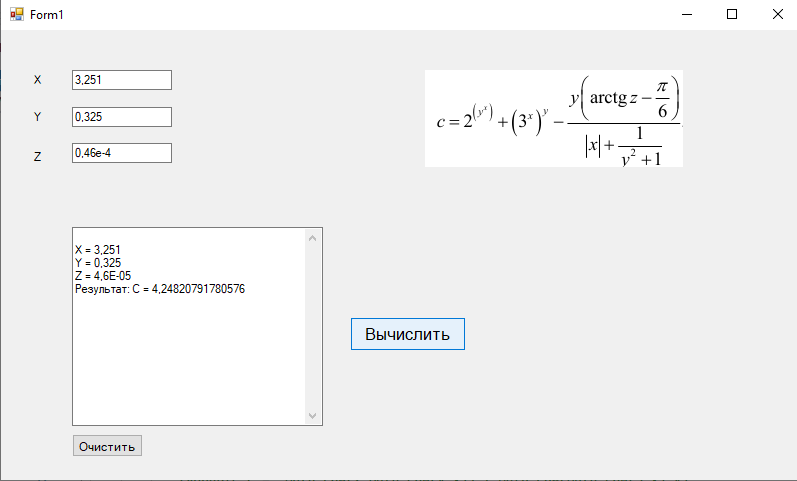 Form1
X 3,251
Y 0,325
Z 0,46e-4
c = 2^(y^x) + (3^x)^y − y(arctg z − π/6) / (|x| + 1/(y^2 + 1))
X = 3,251
Y = 0,325
Z = 4,6E-05
Результат: C = 4,24820791780576
Вычислить
Очистить